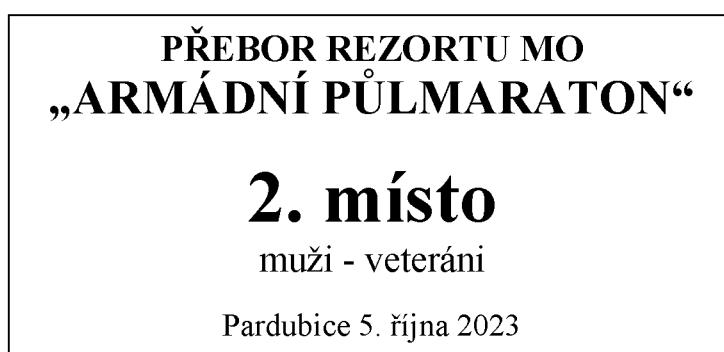 PŘEBOR REZORTU MO
„ARMÁDNÍ PŮLMARATON“
2. místo
muži - veteráni
Pardubice 5. října 2023